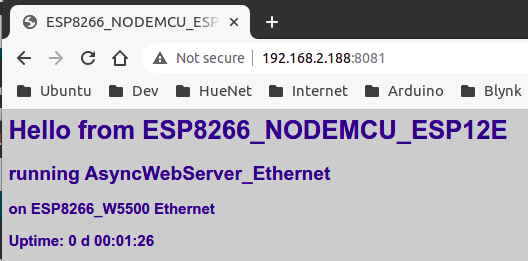 ESP8266_NODEMCU_ESP
Not secure | 192.168.2.188:8081
Ubuntu Dev HueNet Internet Arduino Blynk
Hello from ESP8266_NODEMCU_ESP12E
running AsyncWebServer_Ethernet
on ESP8266_W5500 Ethernet
Uptime: 0 d 00:01:26